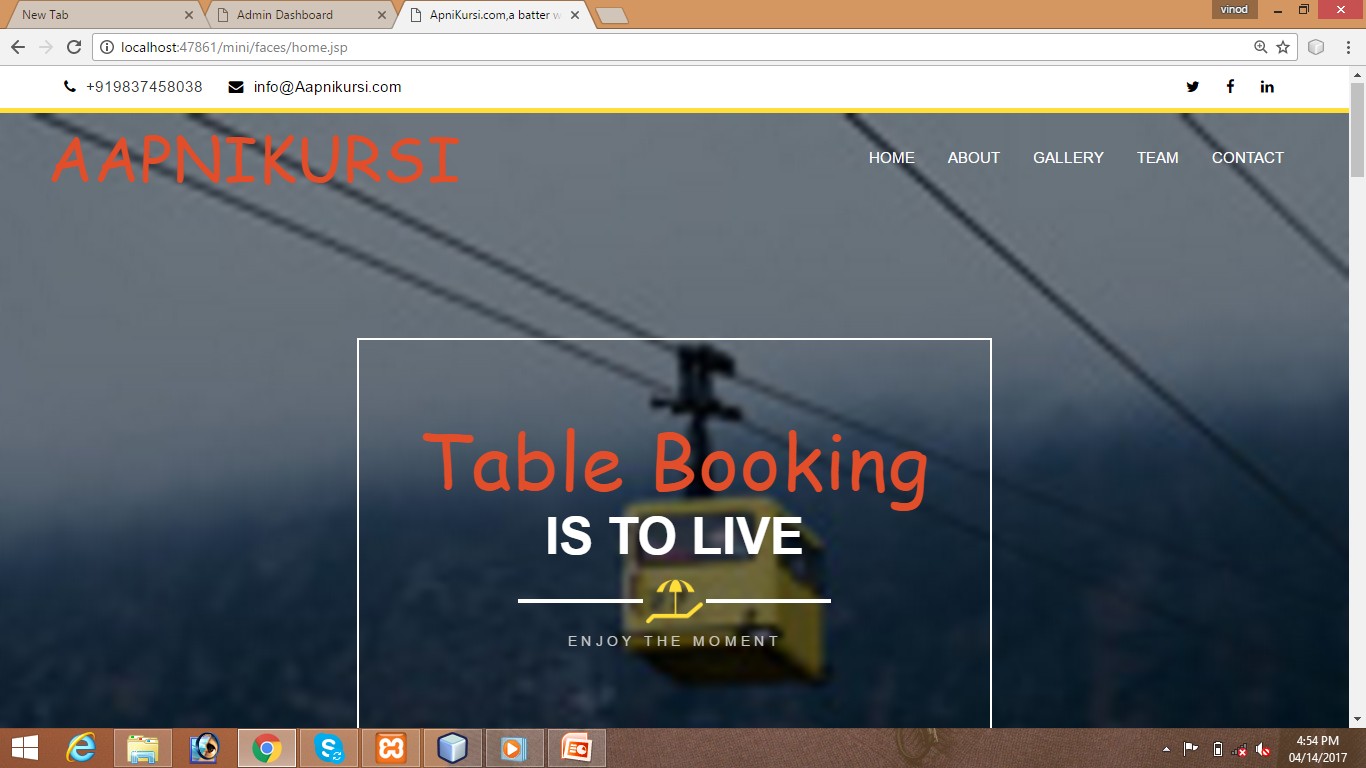 New Tab
Admin Dashboard
ApniKursi.com,a batter w
vinod
localhost:47861/mini/faces/home.jsp
+919837458038
info@Aapnikursi.com
AAPNIKURSI
HOME ABOUT GALLERY TEAM CONTACT
Table Booking
IS TO LIVE
ENJOY THE MOMENT
4:54 PM
04/14/2017